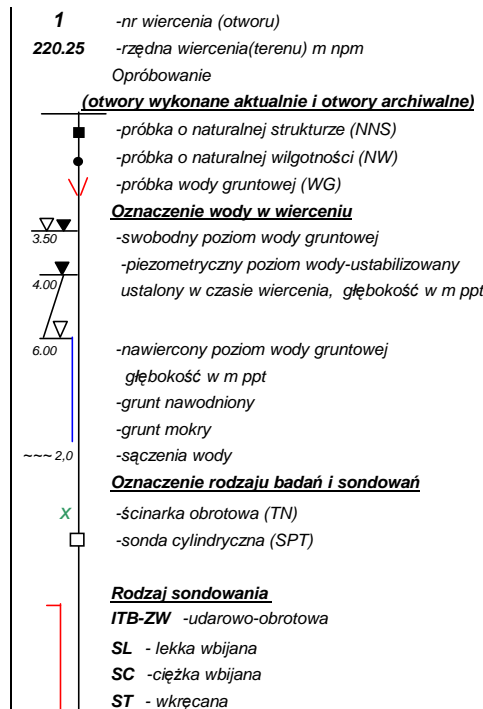 1 -nr wiercenia (otworu)
220.25 -rzędna wiercenia(terenu) m npm
Opróbowanie
(otwory wykonane aktualnie i otwory archiwalne)
-próbka o naturalnej strukturze (NNS)
-próbka o naturalnej wilgotności (NW)
-próbka wody gruntowej (WG)
Oznaczenie wody w wierceniu
3.50 -swobodny poziom wody gruntowej
-piezometryczny poziom wody-ustabilizowany
4.00 ustalony w czasie wiercenia, głębokość w m ppt
6.00 -nawiercony poziom wody gruntowej
głębokość w m ppt
-grunt nawodniony
-grunt mokry
~~~ 2,0 -sączenia wody
Oznaczenie rodzaju badań i sondowań
x -ścinarka obrotowa (TN)
-sonda cylindryczna (SPT)
Rodzaj sondowania
ITB-ZW -udarowo-obrotowa
SL - lekka wbijana
SC -ciężka wbijana
ST - wkręcana